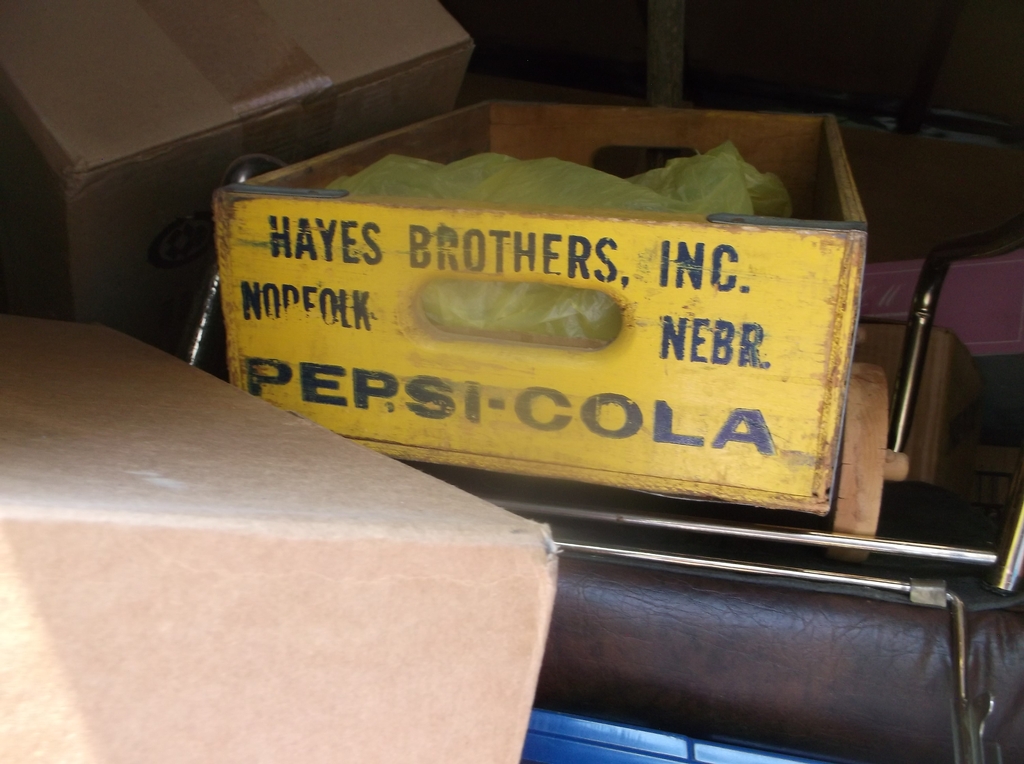 HAYES BROTHERS, INC.
NORFOLK NEBR.
PEPSI-COLA